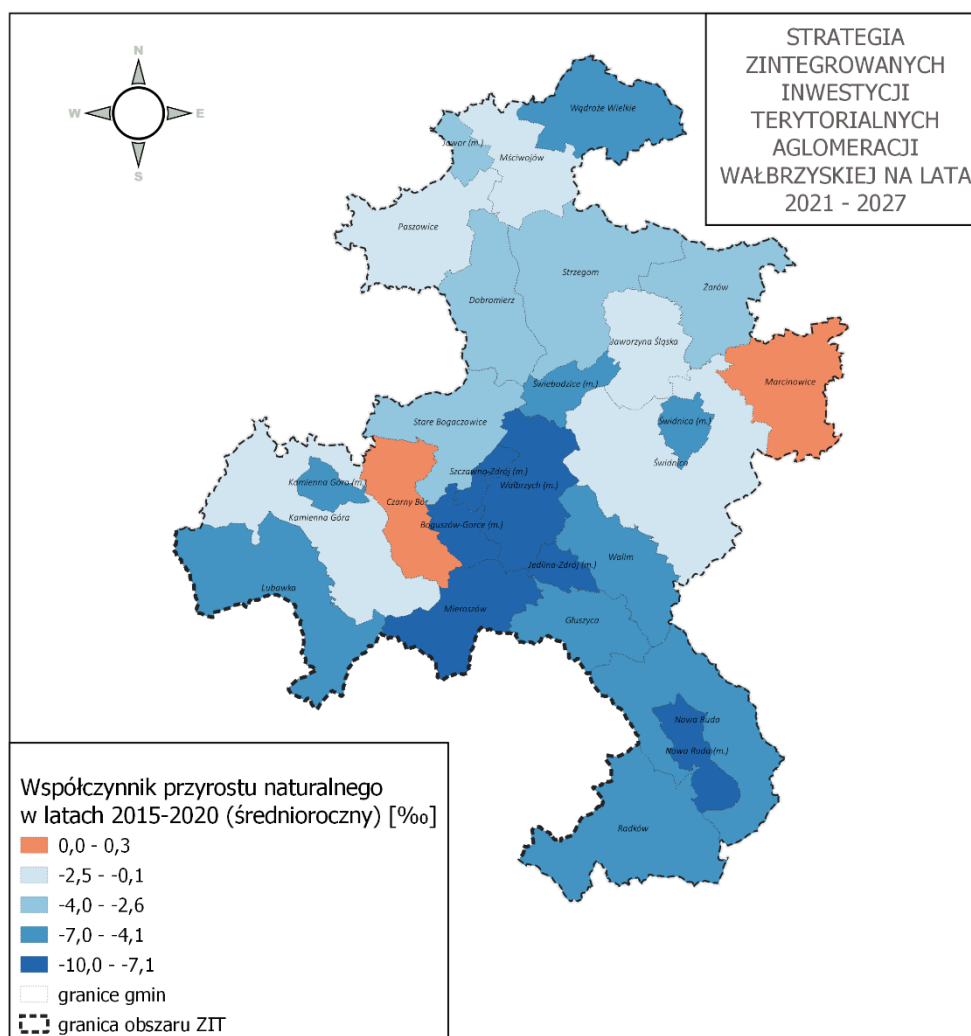 STRATEGIA
ZINTEGROWANYCH
INWESTYCJI
TERYTORIALNYCH
AGLOMERACJI
WAŁBRZYSKIEJ NA LATA
2021 - 2027
N
W E
S
Wądroże Wielkie
Jawor (m.)
Mściwojów
Paszowice
Strzegom
Żarów
Dobromierz
Jaworzyna Śląska
Marcinowice
Świebodzice (m.)
Stare Bogaczowice
Świdnica (m.)
Świdnica
Szczawno-Zdrój (m.)
Kamienna Góra (m.)
Wałbrzych (m.)
Czarny Bór
Kamienna Góra
Boguszów-Gorce (m.)
Walim
Jedlina-Zdrój (m.)
Lubawka
Mieroszów
Głuszyca
Nowa Ruda
Nowa Ruda (m.)
Radków
Współczynnik przyrostu naturalnego
w latach 2015-2020 (średnioroczny) [‰]
0,0 - 0,3
-2,5 - -0,1
-4,0 - -2,6
-7,0 - -4,1
-10,0 - -7,1
granice gmin
granica obszaru ZIT